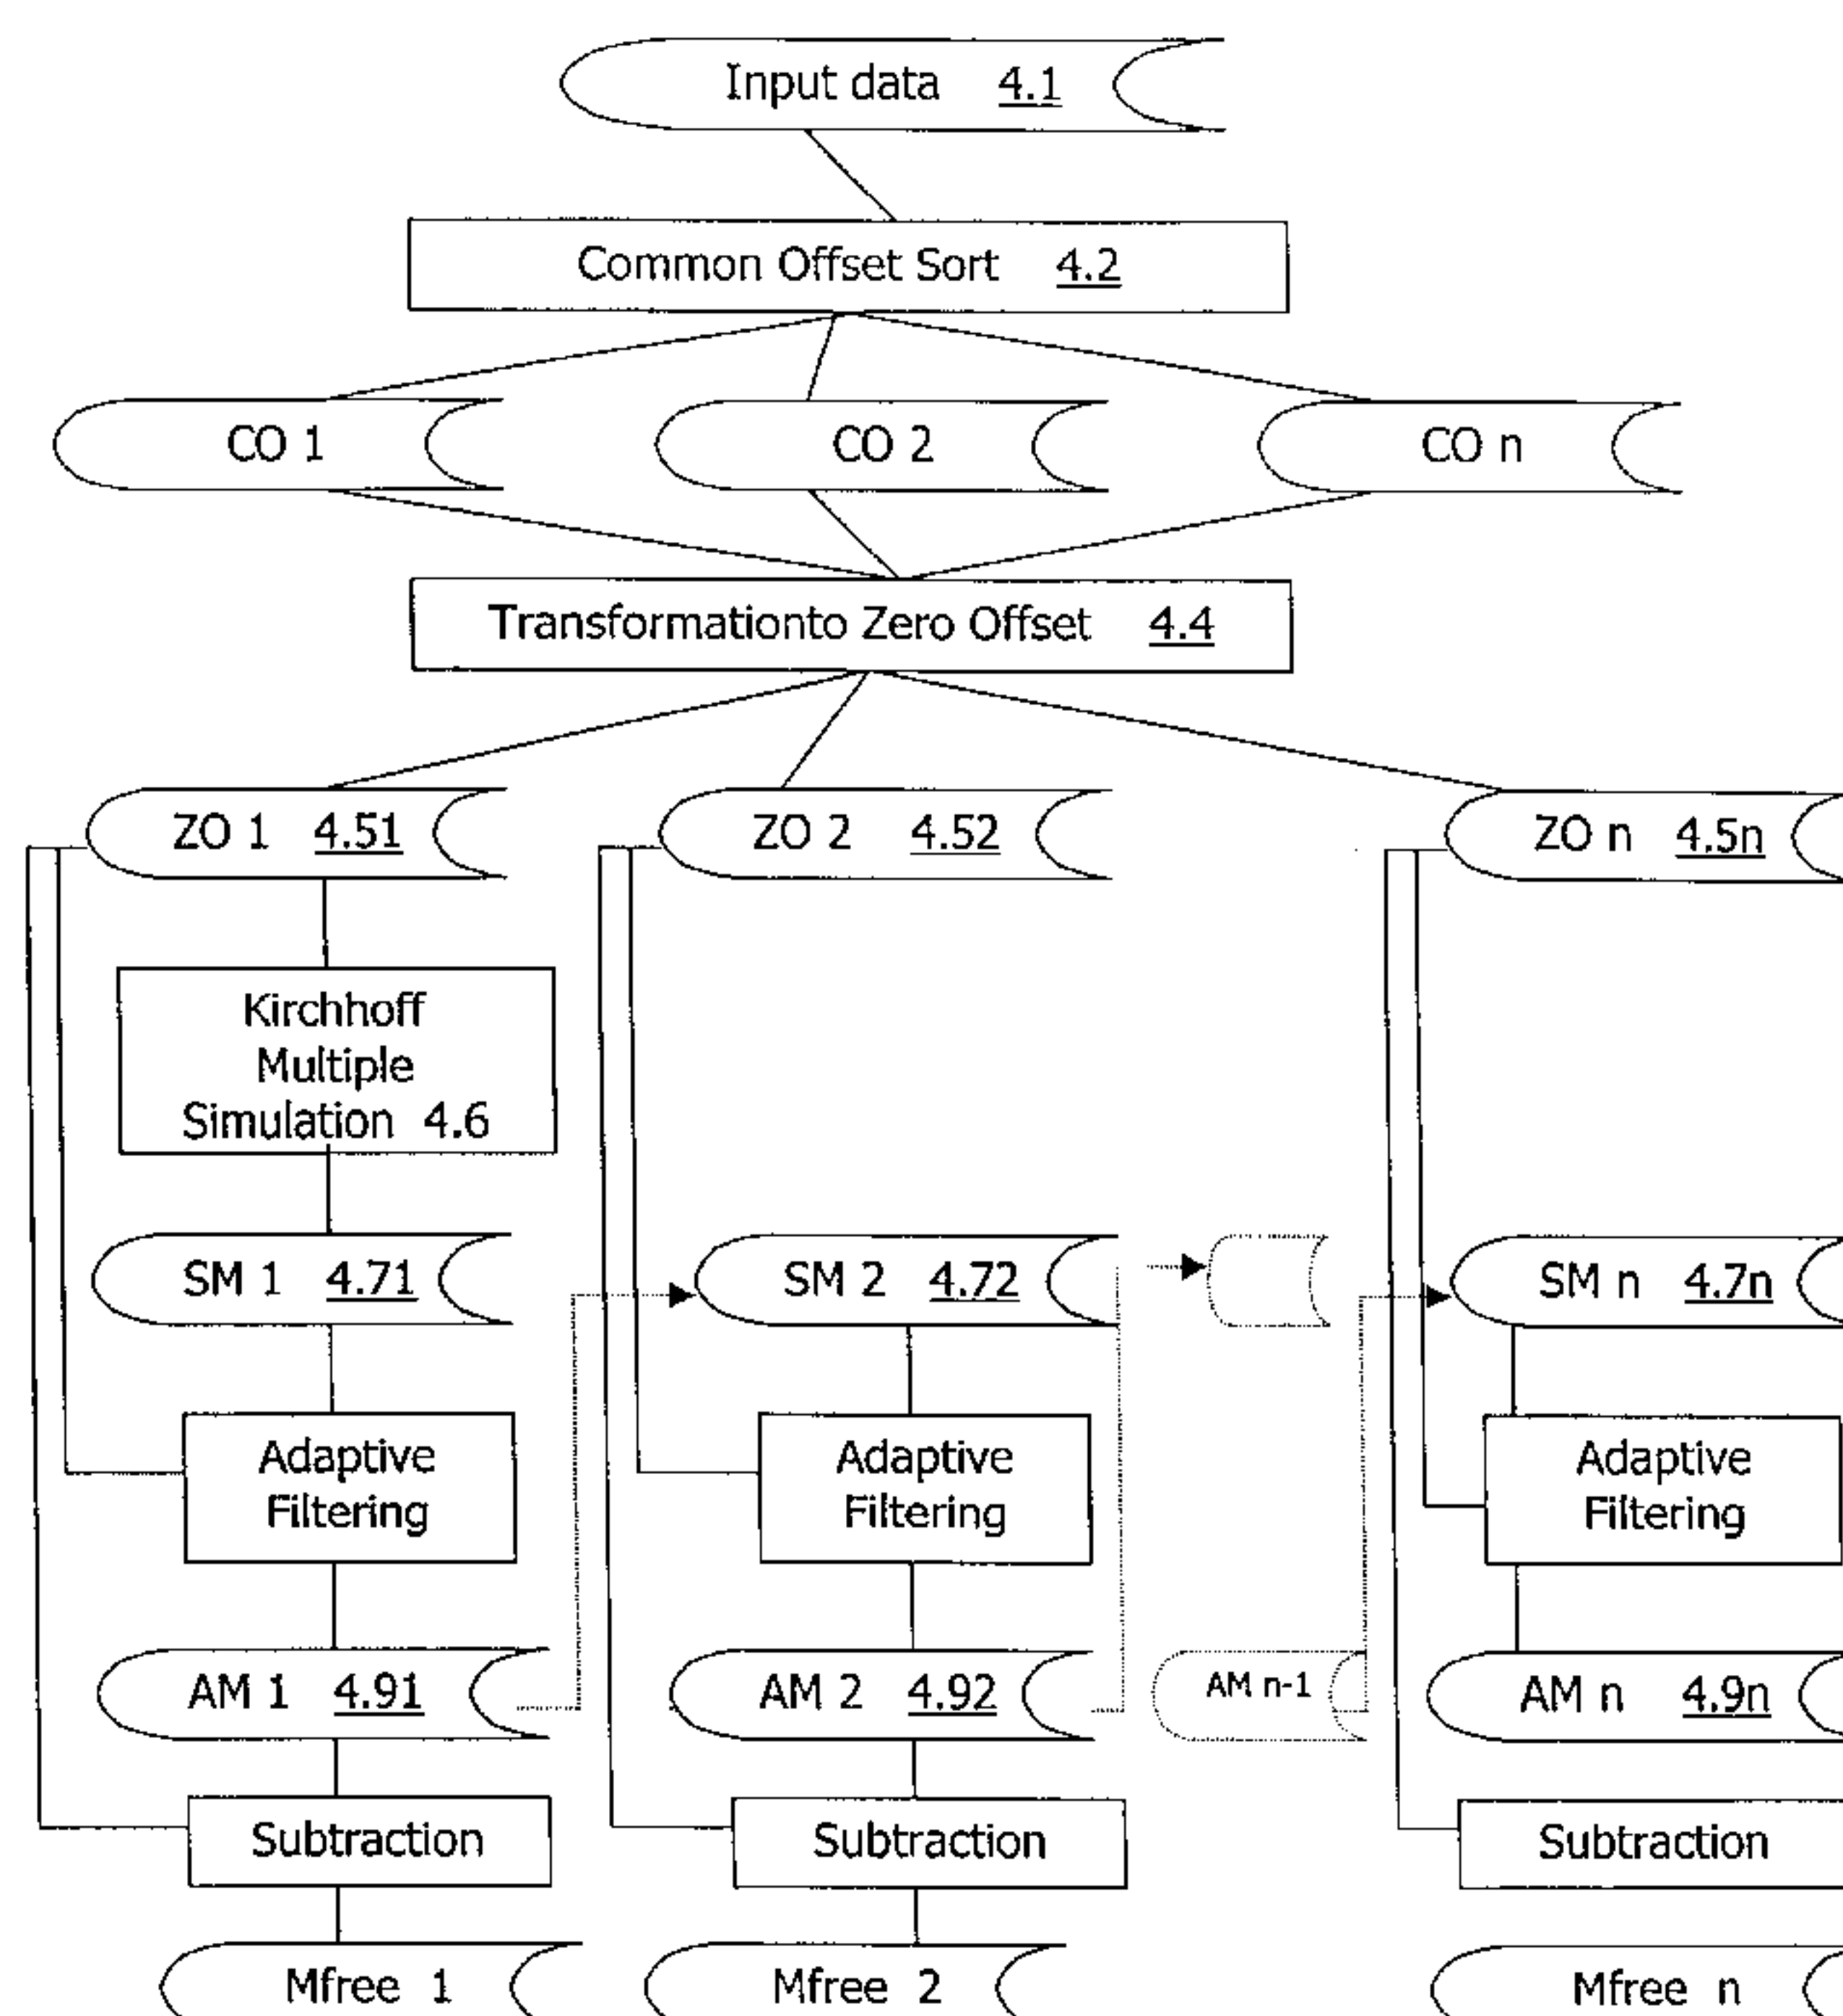 Input data 4.1
Common Offset Sort 4.2
CO 1
CO 2
CO n
Transformationto Zero Offset 4.4
ZO 1 4.51
ZO 2 4.52
ZO n 4.5n
Kirchhoff
Multiple
Simulation 4.6
SM 1 4.71
SM 2 4.72
SM n 4.7n
Adaptive
Filtering
Adaptive
Filtering
Adaptive
Filtering
AM 1 4.91
AM 2 4.92
AM n-1
AM n 4.9n
Subtraction
Subtraction
Subtraction
Mfree 1
Mfree 2
Mfree n